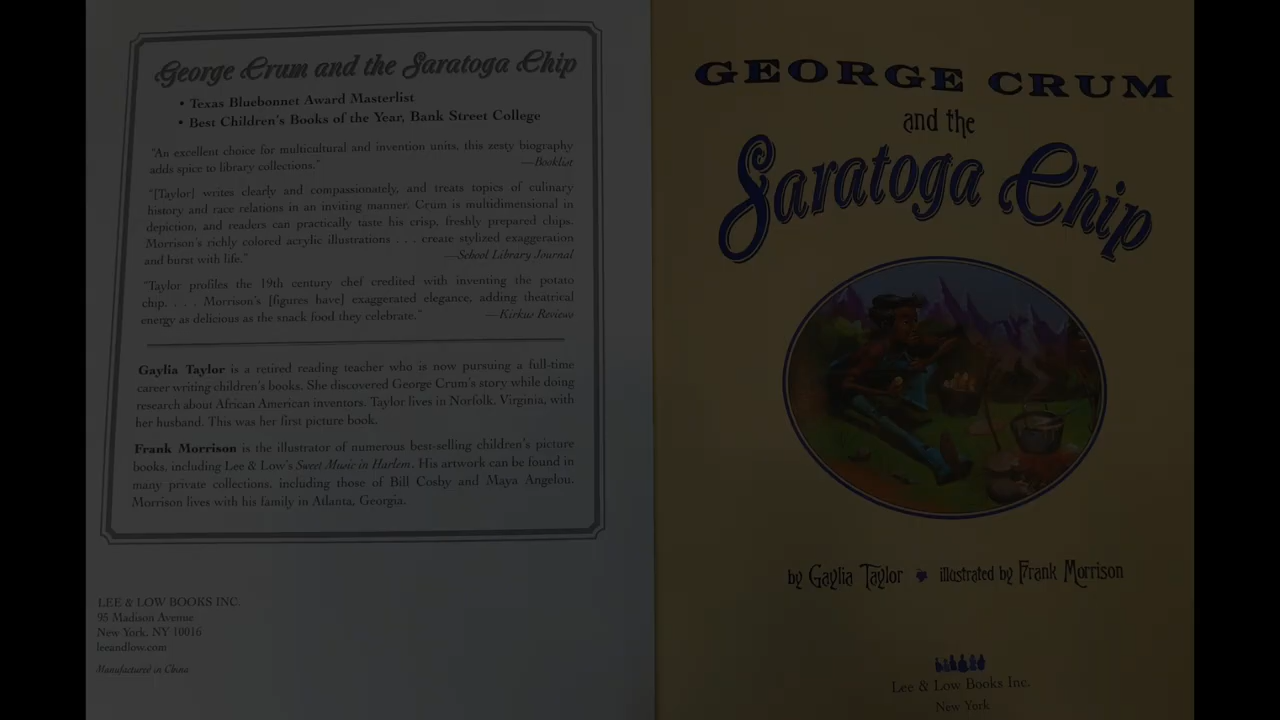 George Crum and the Saratoga Chip
• Texas Bluebonnet Award Masterlist
• Best Children's Books of the Year, Bank Street College
"An excellent choice for multicultural and invention units, this zesty biography
adds spice to library collections." —Booklist
"[Taylor] writes clearly and compassionately, and treats topics of culinary
history and race relations in an inviting manner. Crum is multidimensional in
depiction, and readers can practically taste his crisp, freshly prepared chips.
Morrison's richly colored acrylic illustrations . . . create stylized exaggeration
and burst with life." —School Library Journal
"Taylor profiles the 19th century chef credited with inventing the potato
chip. . . . Morrison's [figures have] exaggerated elegance, adding theatrical
energy as delicious as the snack food they celebrate." —Kirkus Reviews
Gaylia Taylor is a retired reading teacher who is now pursuing a full-time
career writing children's books. She discovered George Crum's story while doing
research about African American inventors. Taylor lives in Norfolk, Virginia, with
her husband. This was her first picture book.
Frank Morrison is the illustrator of numerous best-selling children's picture
books, including Lee & Low's Sweet Music in Harlem. His artwork can be found in
many private collections, including those of Bill Cosby and Maya Angelou.
Morrison lives with his family in Atlanta, Georgia.
LEE & LOW BOOKS INC.
95 Madison Avenue
New York, NY 10016
leeandlow.com
Manufactured in China
GEORGE CRUM
and the
Saratoga Chip
by Gaylia Taylor illustrated by Frank Morrison
Lee & Low Books Inc.
New York